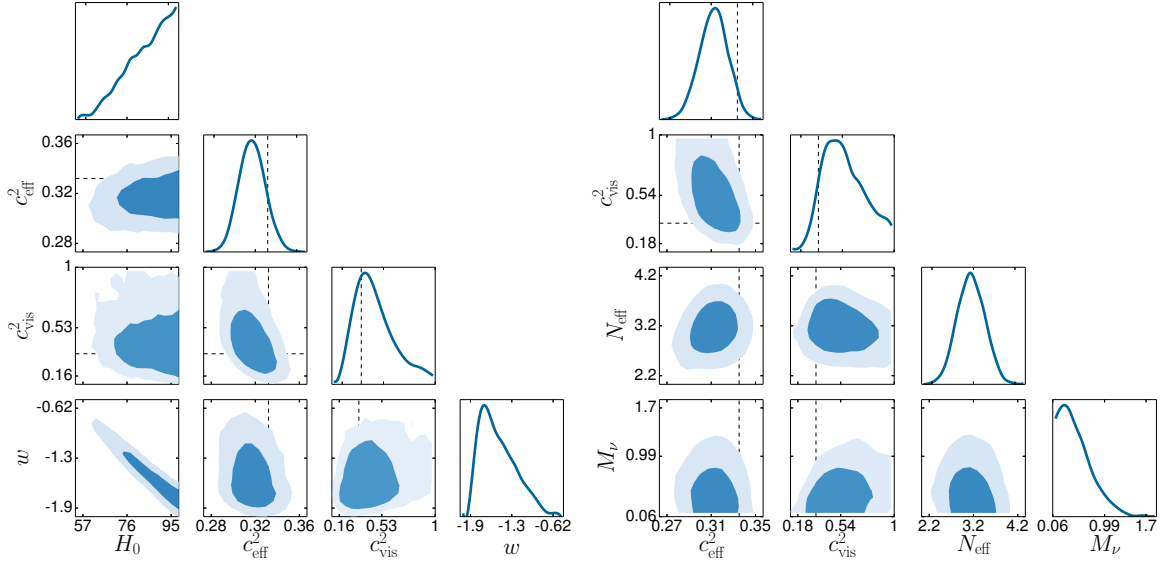 0.36
0.32
0.28
c²eff
1
0.53
0.16
c²vis
-0.62
-1.3
-1.9
w
57 76 95
H₀
0.28 0.32 0.36
c²eff
0.16 0.53 1
c²vis
-1.9 -1.3 -0.62
w
1
0.54
0.18
c²vis
4.2
3.2
2.2
Neff
1.7
0.99
0.06
Mν
0.27 0.31 0.35
c²eff
0.18 0.54 1
c²vis
2.2 3.2 4.2
Neff
0.06 0.99 1.7
Mν